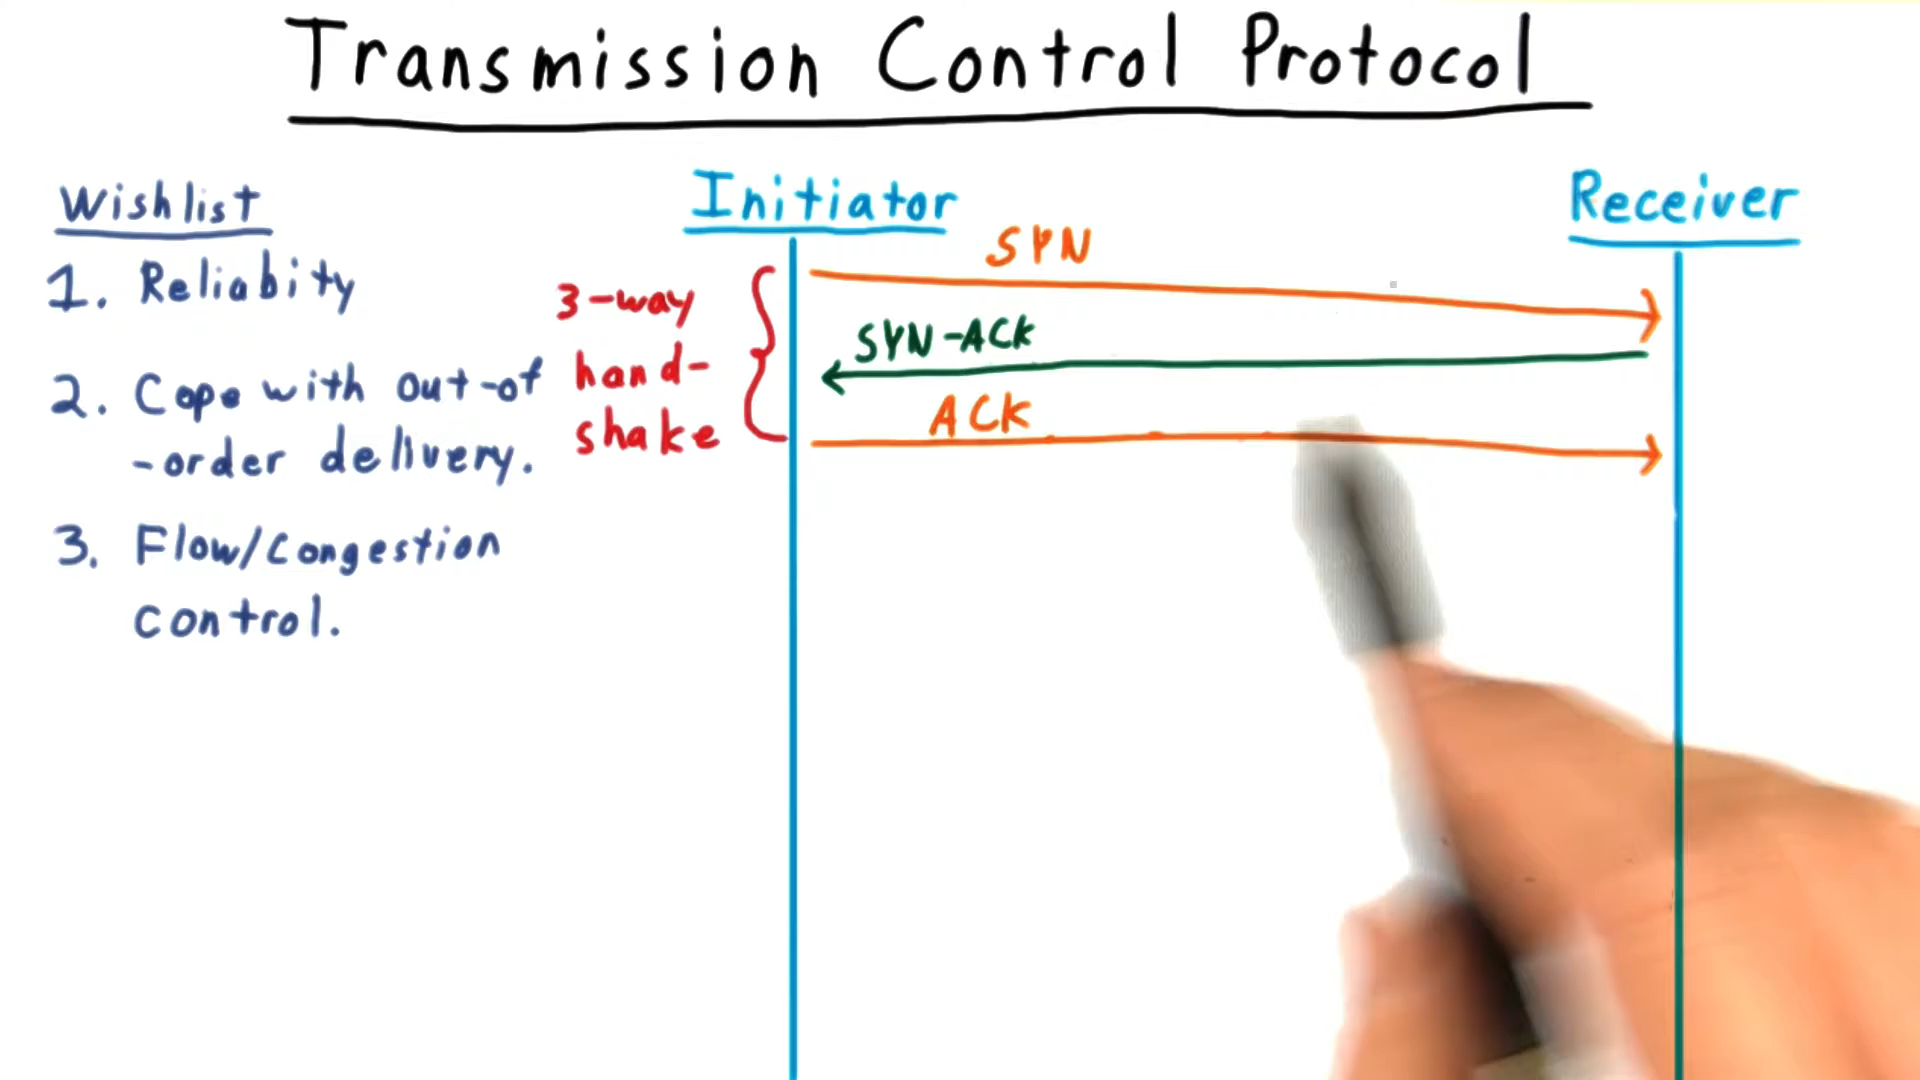 Transmission Control Protocol
Wishlist
1. Reliabity
2. Cope with out-of
-order delivery.
3. Flow/Congestion
control.
3-way
hand-
shake
Initiator
Receiver
SYN
SYN-ACK
ACK